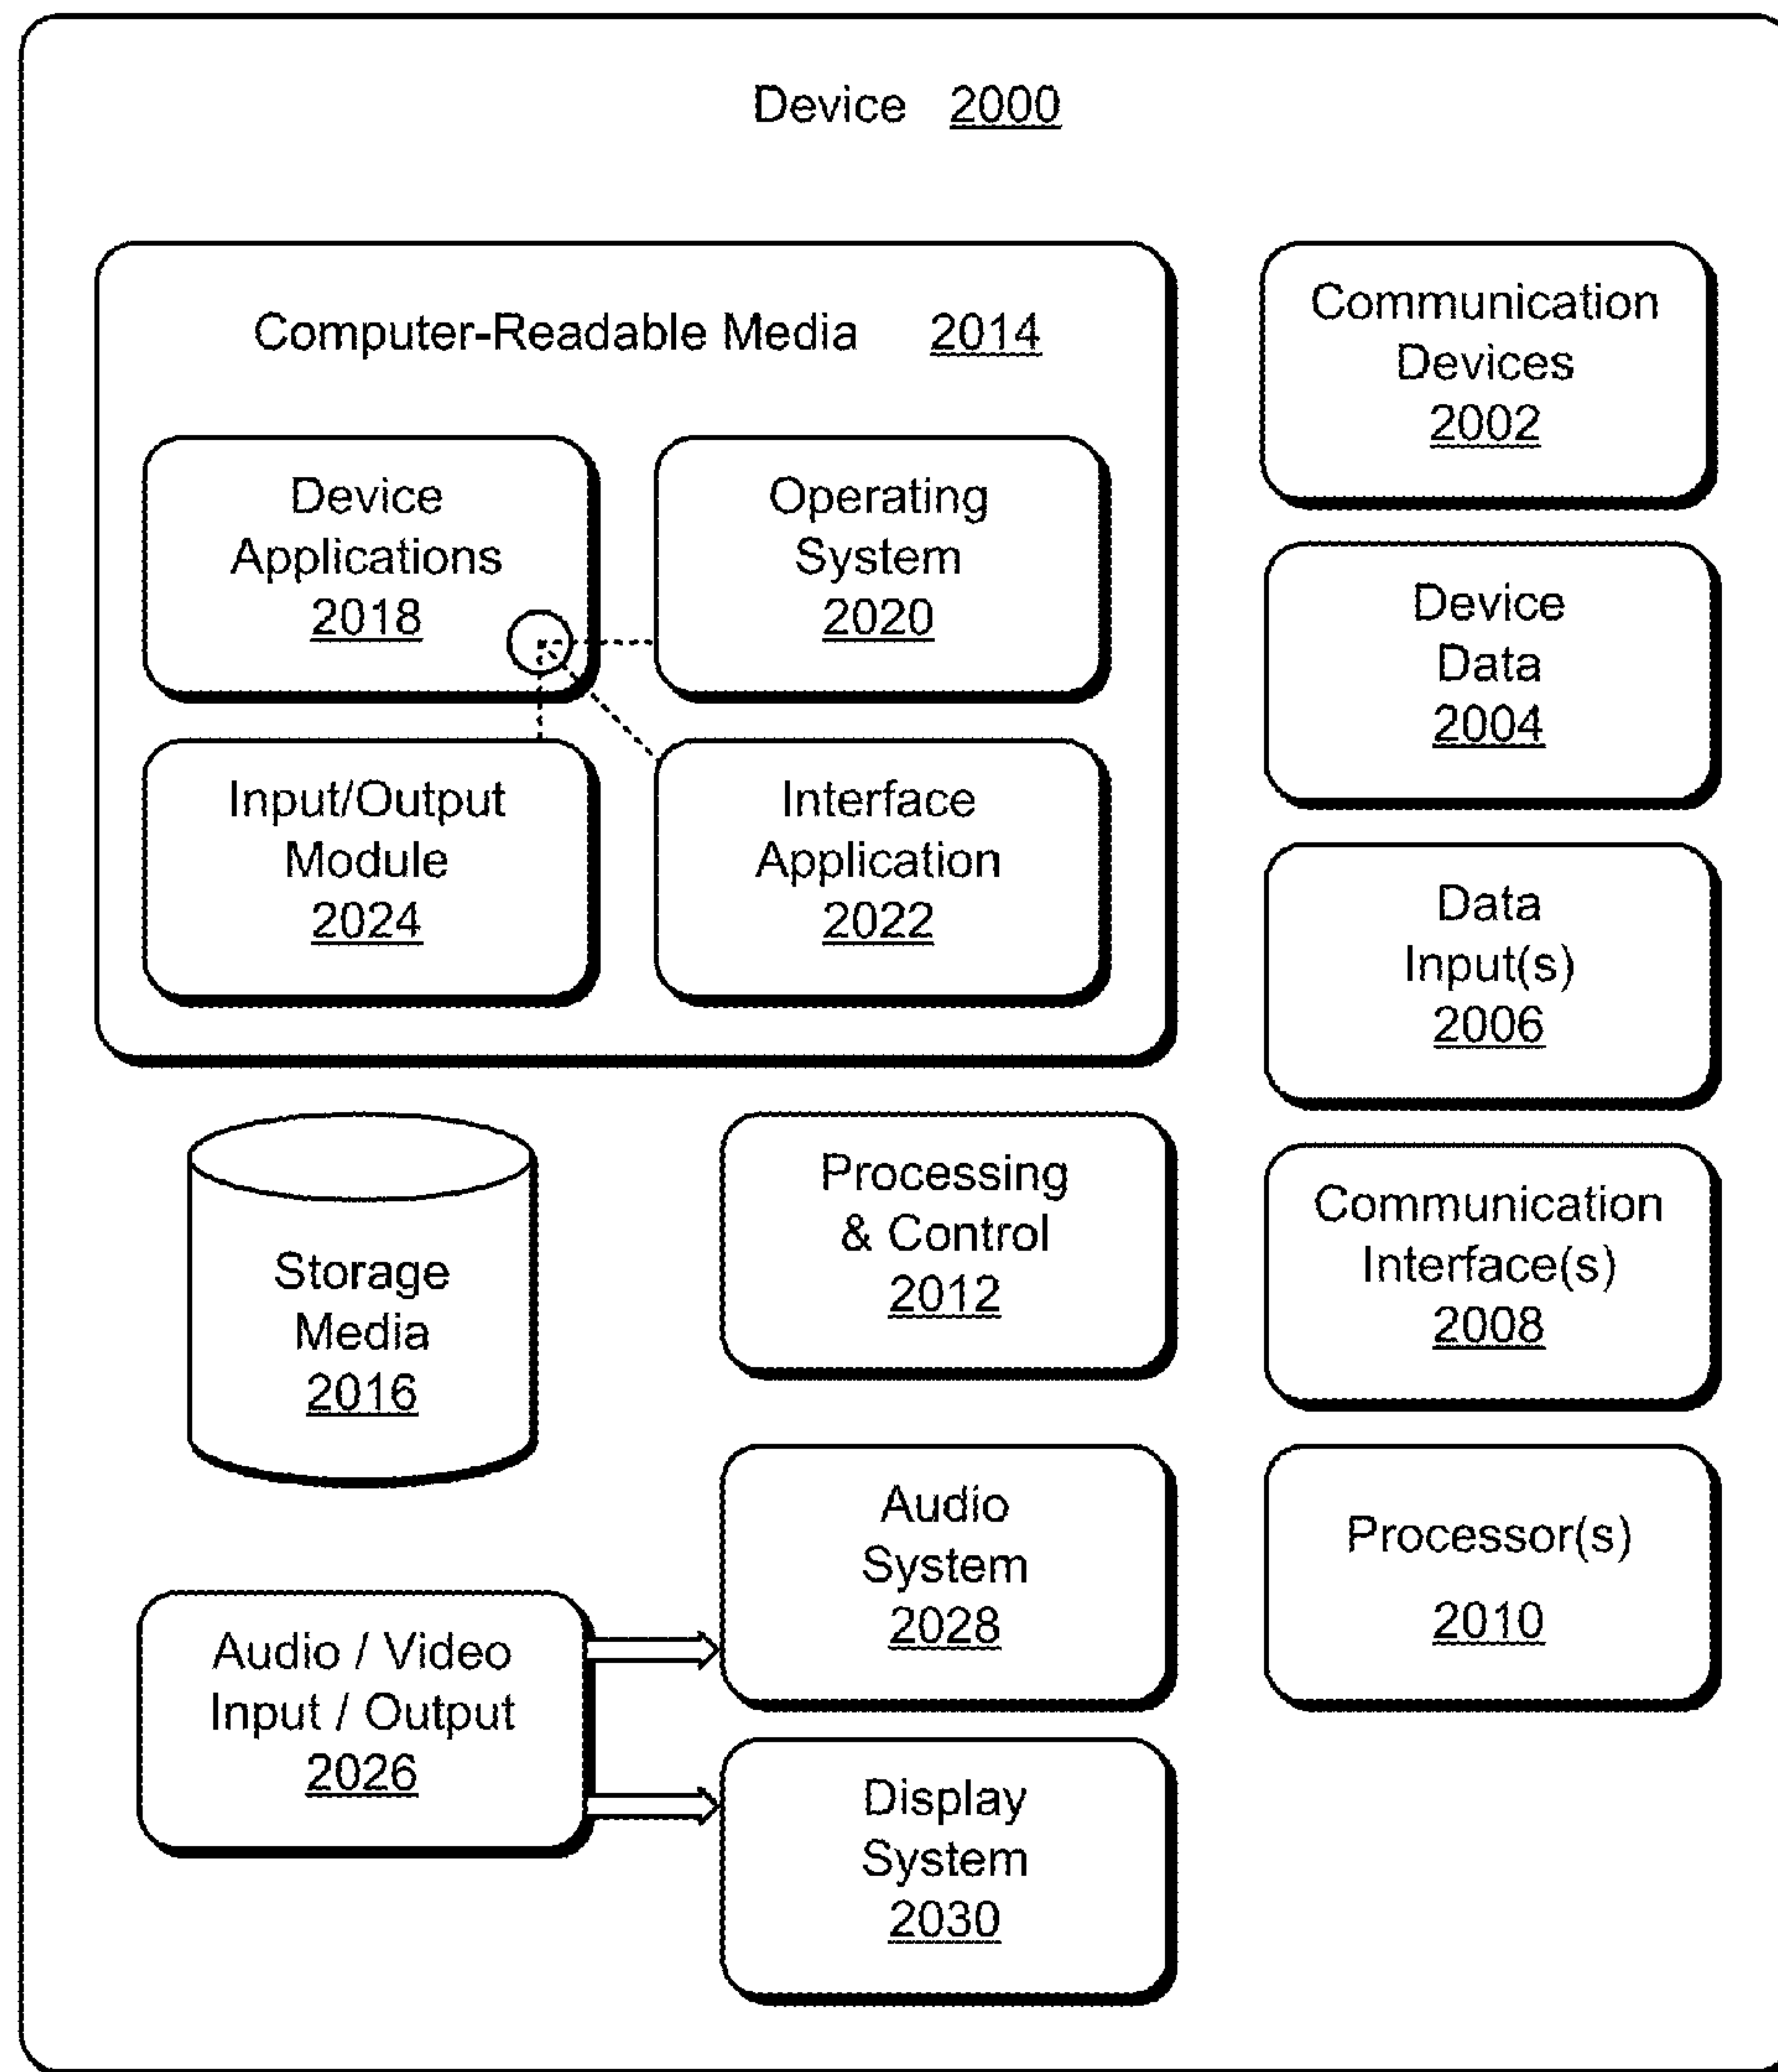 Device 2000
Computer-Readable Media 2014
Device
Applications
2018
Operating
System
2020
Input/Output
Module
2024
Interface
Application
2022
Storage
Media
2016
Processing
& Control
2012
Audio / Video
Input / Output
2026
Audio
System
2028
Display
System
2030
Communication
Devices
2002
Device
Data
2004
Data
Input(s)
2006
Communication
Interface(s)
2008
Processor(s)
2010